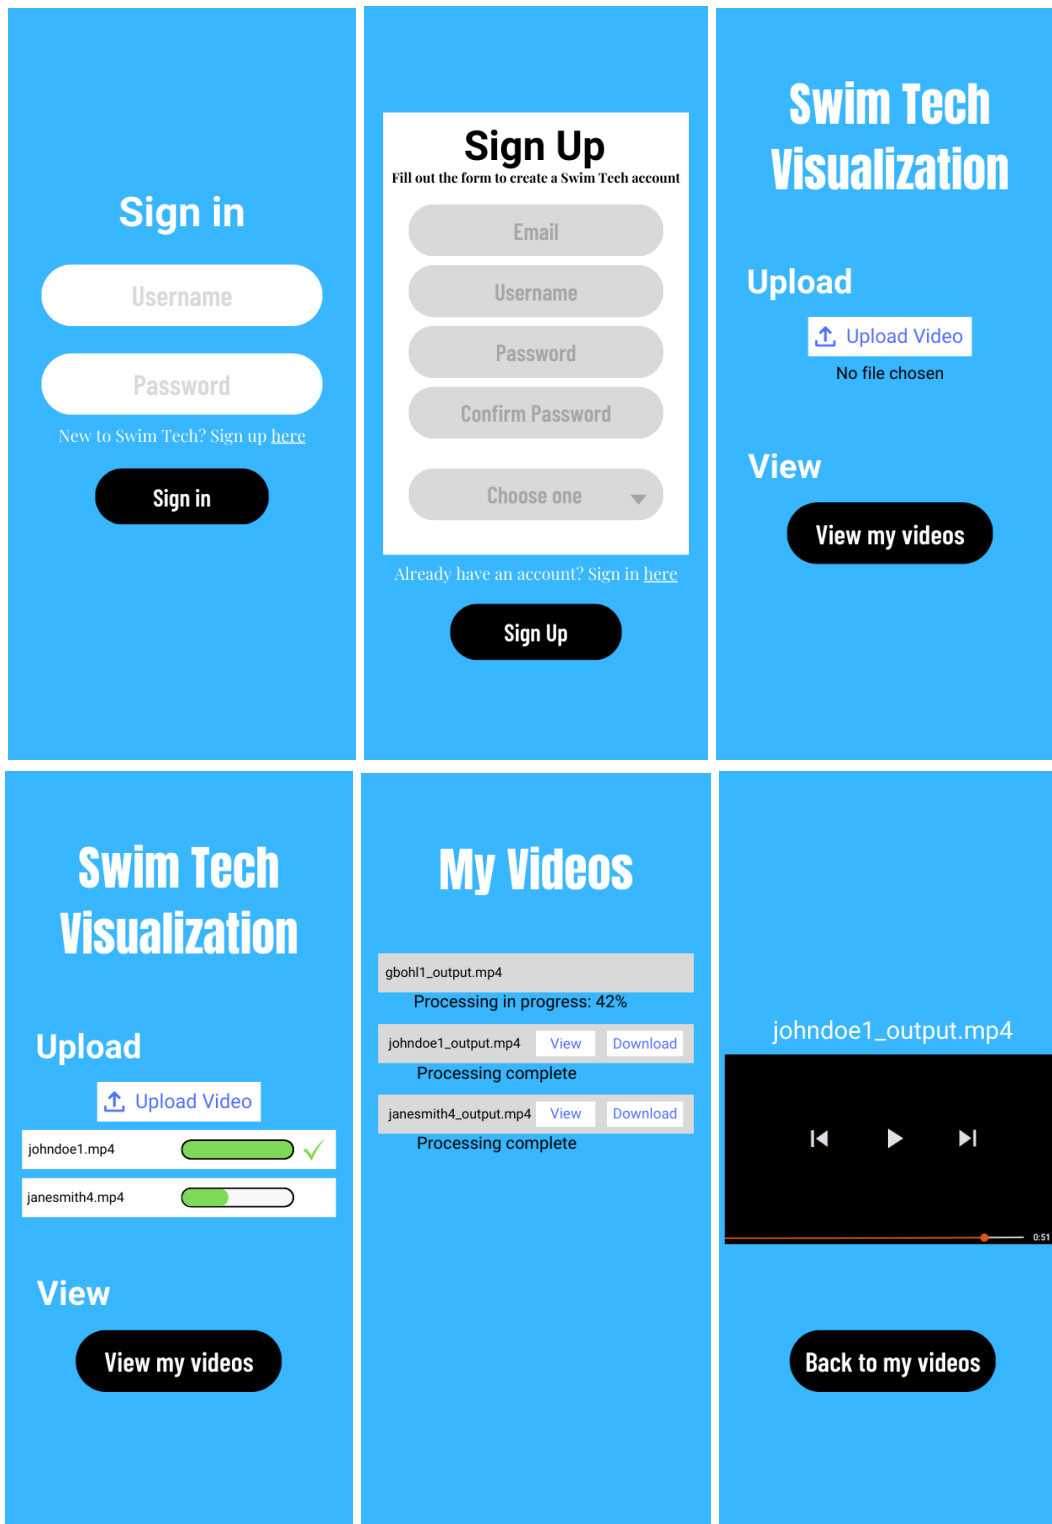 Sign in
Username
Password
New to Swim Tech? Sign up here
Sign in
Sign Up
Fill out the form to create a Swim Tech account
Email
Username
Password
Confirm Password
Choose one
Already have an account? Sign in here
Sign Up
Swim Tech
Visualization
Upload
Upload Video
No file chosen
View
View my videos
Swim Tech
Visualization
Upload
Upload Video
johndoe1.mp4
janesmith4.mp4
View
View my videos
My Videos
gbohl1_output.mp4
Processing in progress: 42%
johndoe1_output.mp4 View Download
Processing complete
janesmith4_output.mp4 View Download
Processing complete
johndoe1_output.mp4
0:51
Back to my videos